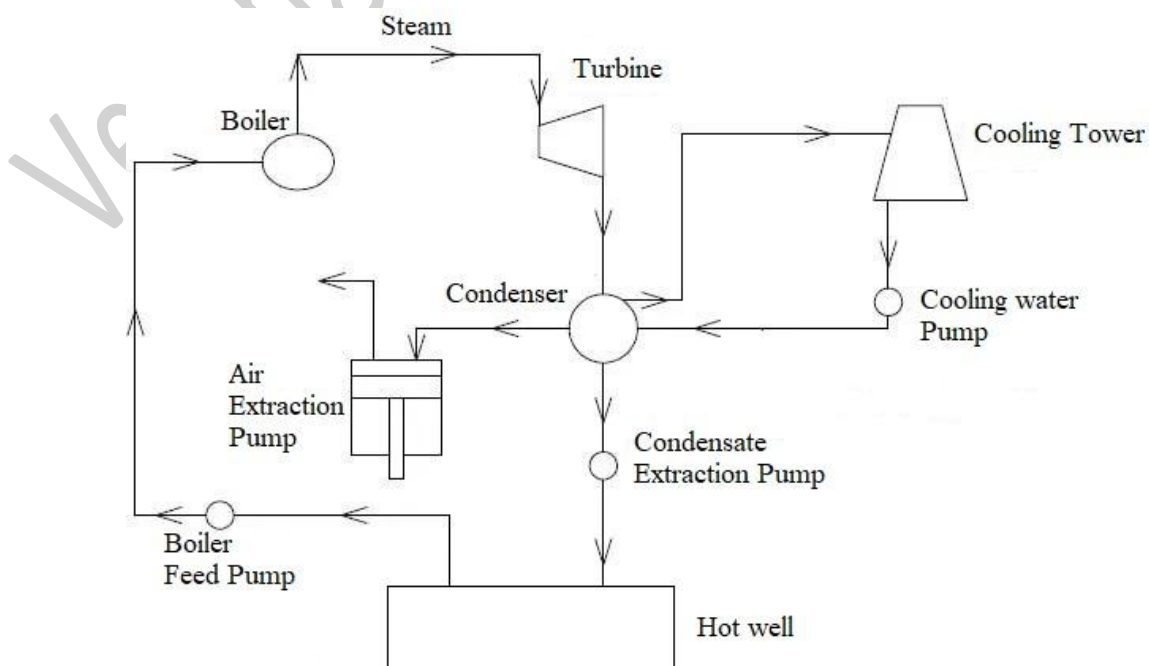 Steam
Turbine
Boiler
Cooling Tower
Condenser
Cooling water
Pump
Air
Extraction
Pump
Condensate
Extraction Pump
Boiler
Feed Pump
Hot well